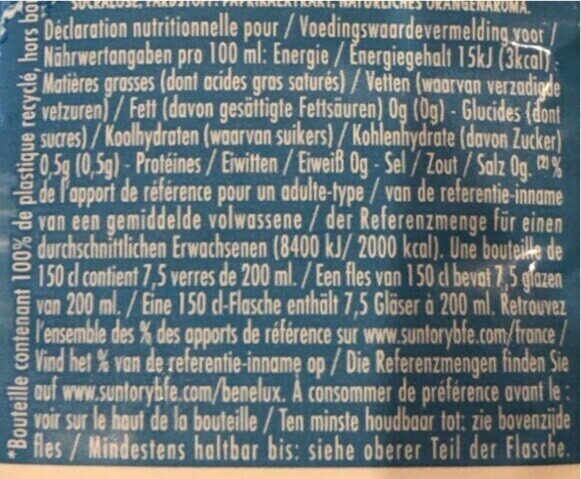 SUCRALOSE, FARBSTOFF: PAPRIKAEXTRAKT, NATÜRLICHES ORANGENAROMA.
Déclaration nutritionnelle pour / Voedingswaardevermelding voor /
Nährwertangaben pro 100 ml: Energie / Energiegehalt 15kJ (3kcal) -
Matières grasses (dont acides gras saturés) / Vetten (waarvan verzadigde
vetzuren) / Fett (davon gesättigte Fettsäuren) 0g (0g) - Glucides (dont
sucres) / Koolhydraten (waarvan suikers) / Kohlenhydrate (davon Zucker)
0,5g (0,5g) - Protéines / Eiwitten / Eiweiß 0g - Sel / Zout / Salz 0g. (2) %
de l'apport de référence pour un adulte-type / van de referentie-inname
van een gemiddelde volwassene / der Referenzmenge für einen
durchschnittlichen Erwachsenen (8400 kJ/ 2000 kcal). Une bouteille de
150 cl contient 7,5 verres de 200 ml. / Een fles van 150 cl bevat 7,5 glazen
van 200 ml. / Eine 150 cl-Flasche enthält 7,5 Gläser à 200 ml. Retrouvez
l'ensemble des % des apports de référence sur www.suntorybfe.com/france /
Vind het % van de referentie-inname op / Die Referenzmengen finden Sie
auf www.suntorybfe.com/benelux. À consommer de préférence avant le :
voir sur le haut de la bouteille / Ten minste houdbaar tot: zie bovenzijde
fles / Mindestens haltbar bis: siehe oberer Teil der Flasche.
*Bouteille contenant 100% de plastique recyclé, hors bou